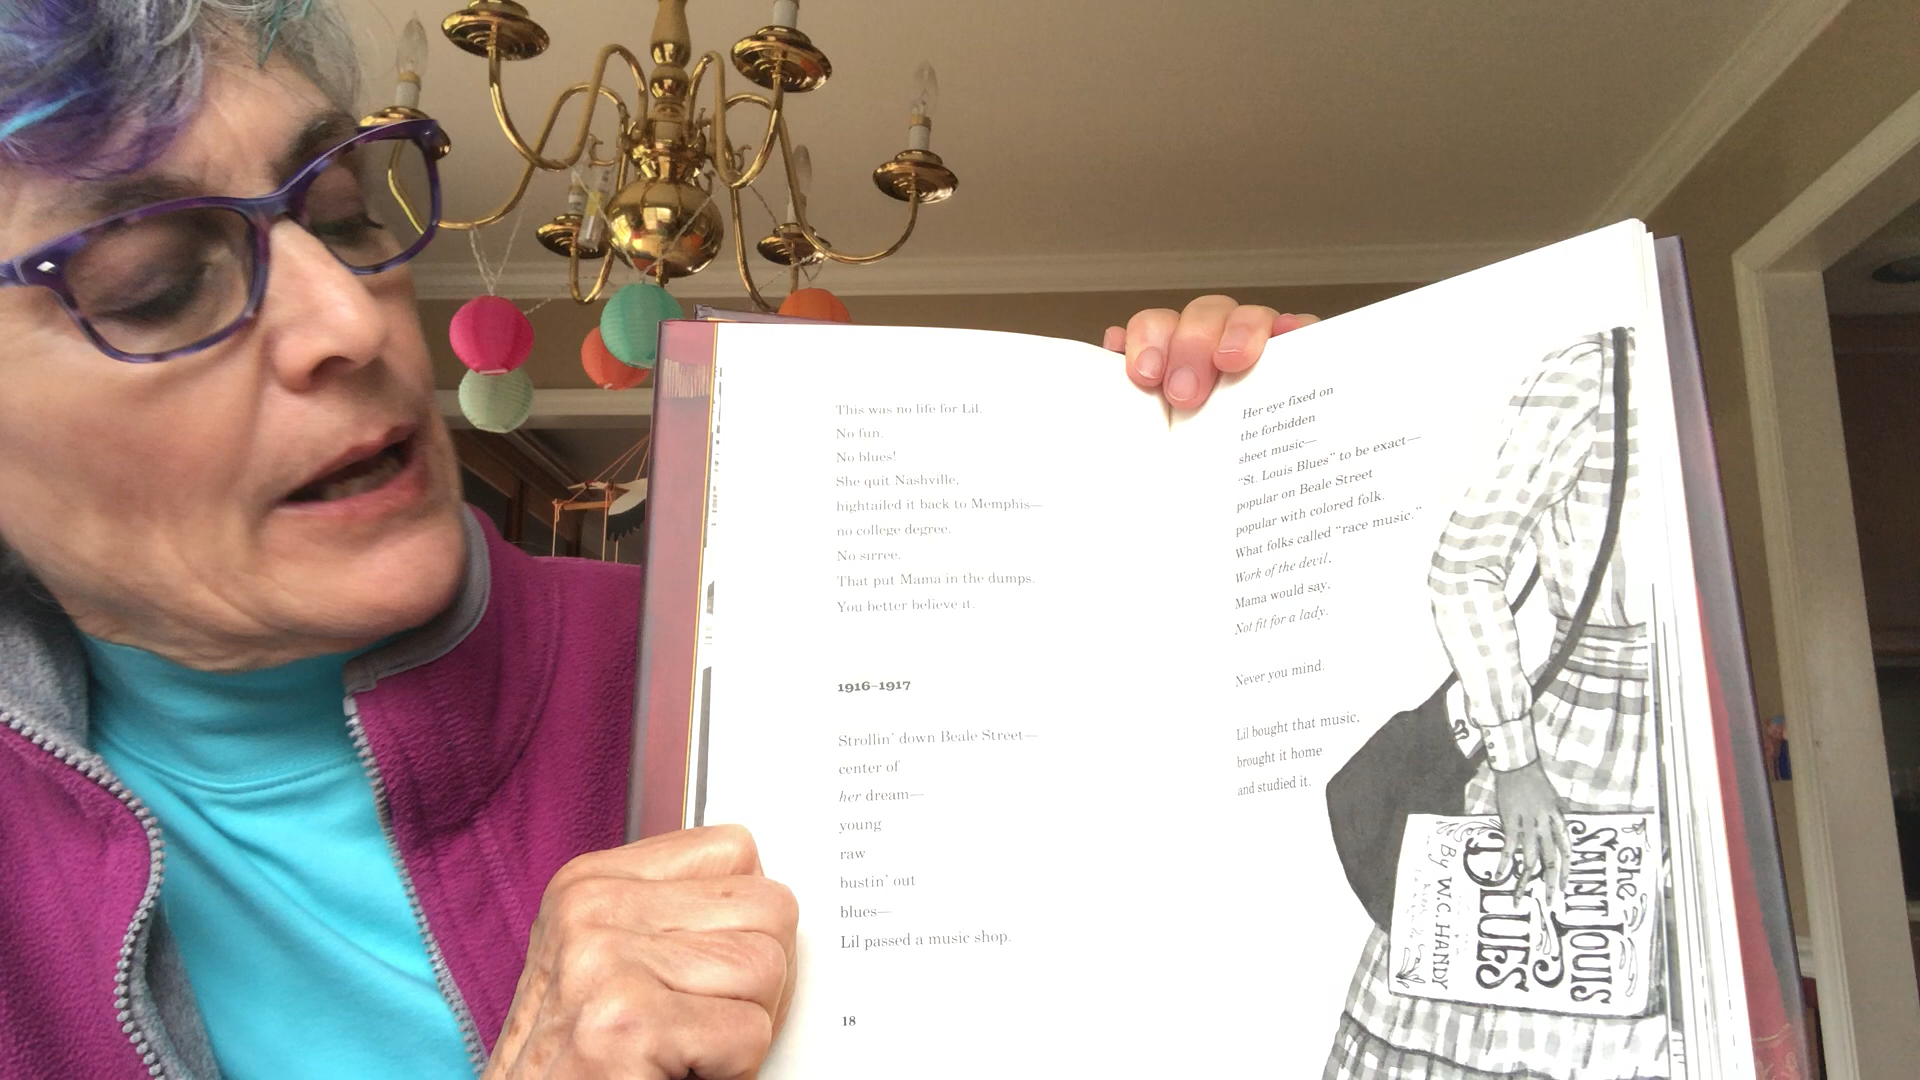 This was no life for Lil.
No fun.
No blues!
She quit Nashville,
hightailed it back to Memphis—
no college degree.
No sirree.
That put Mama in the dumps.
You better believe it.
1916–1917
Strollin' down Beale Street—
center of
her dream—
young
raw
bustin' out
blues—
Lil passed a music shop.
18
Her eye fixed on
the forbidden
sheet music—
“St. Louis Blues” to be exact—
popular on Beale Street
popular with colored folk.
What folks called “race music.”
Work of the devil,
Mama would say.
Not fit for a lady.
Never you mind.
Lil bought that music,
brought it home
and studied it.
The
SAINT LOUIS
BLUES
By W.C. HANDY